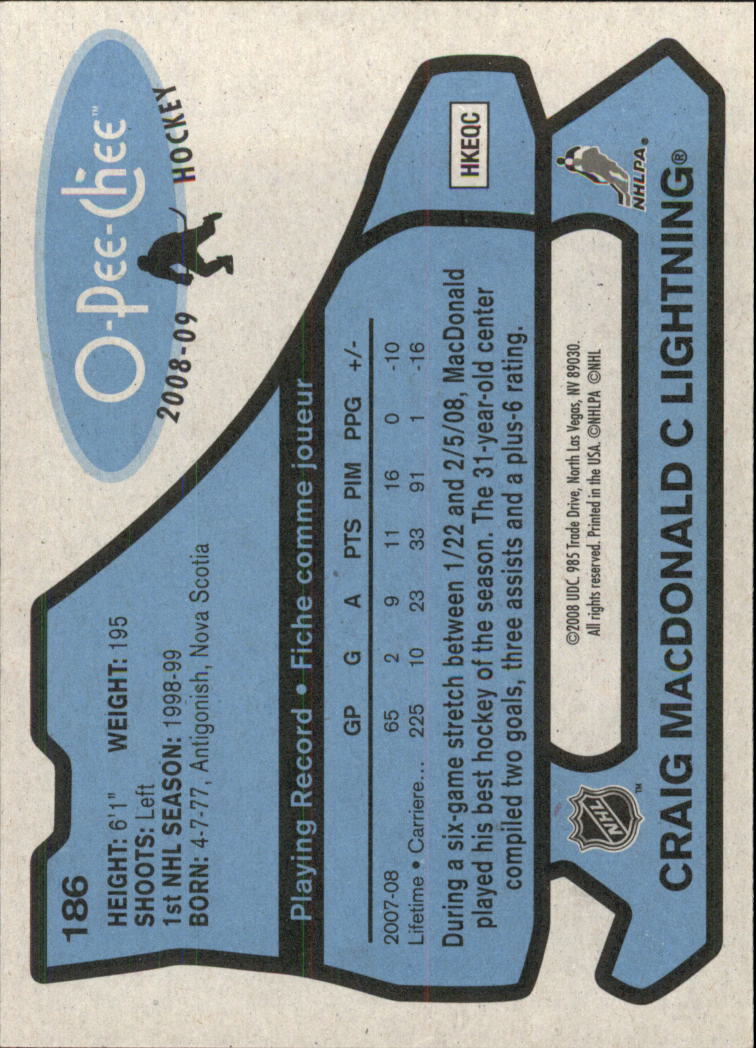 186
HEIGHT: 6'1" WEIGHT: 195
SHOOTS: Left
1st NHL SEASON: 1998-99
BORN: 4-7-77, Antigonish, Nova Scotia
O-Pee-Chee™
2008-09 HOCKEY
Playing Record • Fiche comme joueur
GP G A PTS PIM PPG +/-
2007-08 65 2 9 11 16 0 -10
Lifetime • Carriere... 225 10 23 33 91 1 -16
During a six-game stretch between 1/22 and 2/5/08, MacDonald
played his best hockey of the season. The 31-year-old center
compiled two goals, three assists and a plus-6 rating.
HKEQC
NHL™
©2008 UDC. 985 Trade Drive, North Las Vegas, NV 89030.
All rights reserved. Printed in the USA. ©NHLPA ©NHL
NHLPA®
CRAIG MACDONALD C LIGHTNING®